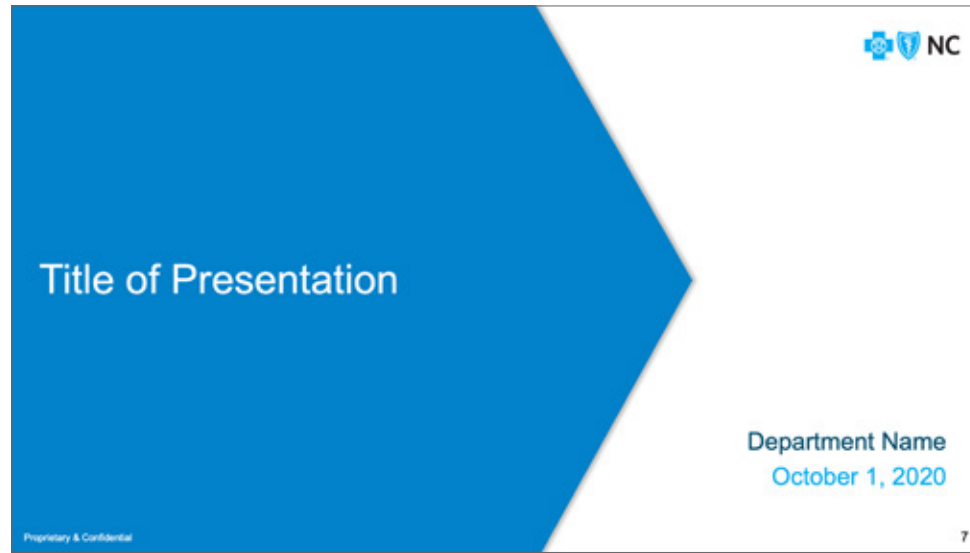 NC
Title of Presentation
Department Name
October 1, 2020
Proprietary & Confidential
7